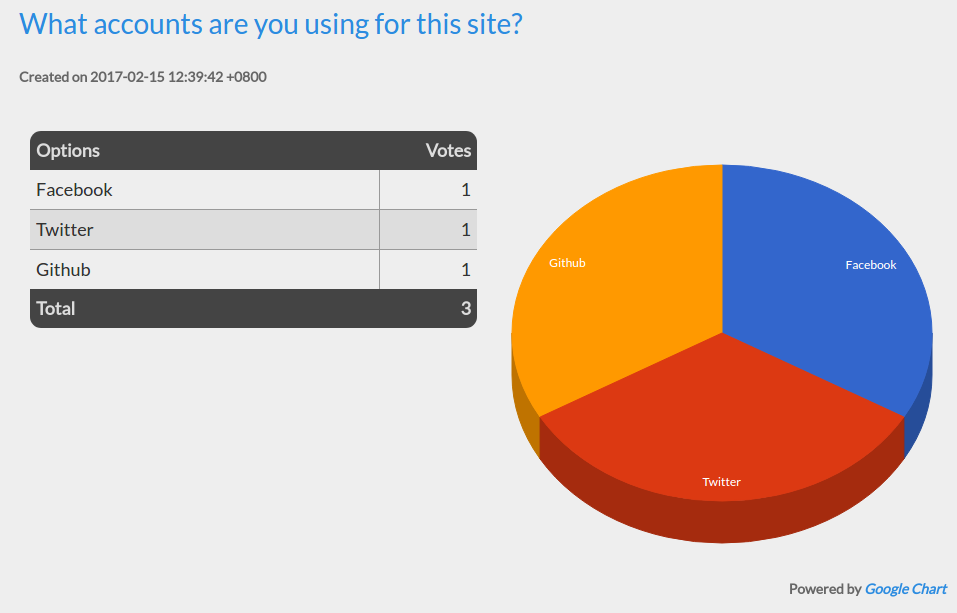 What accounts are you using for this site?
Created on 2017-02-15 12:39:42 +0800
Options Votes
Facebook 1
Twitter 1
Github 1
Total 3
Github
Facebook
Twitter
Powered by Google Chart